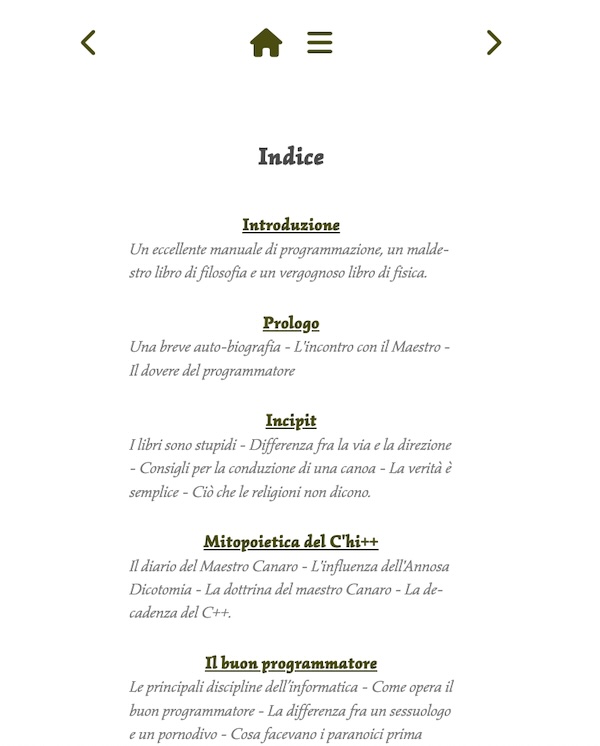 Indice
Introduzione
Un eccellente manuale di programmazione, un malde-
stro libro di filosofia e un vergognoso libro di fisica.
Prologo
Una breve auto-biografia - L'incontro con il Maestro -
Il dovere del programmatore
Incipit
I libri sono stupidi - Differenza fra la via e la direzione
- Consigli per la conduzione di una canoa - La verità è
semplice - Ciò che le religioni non dicono.
Mitopoietica del C'hi++
Il diario del Maestro Canaro - L'influenza dell'Annosa
Dicotomia - La dottrina del maestro Canaro - La de-
cadenza del C++.
Il buon programmatore
Le principali discipline dell'informatica - Come opera il
buon programmatore - La differenza fra un sessuologo
e un pornodivo - Cosa facevano i paranoici prima